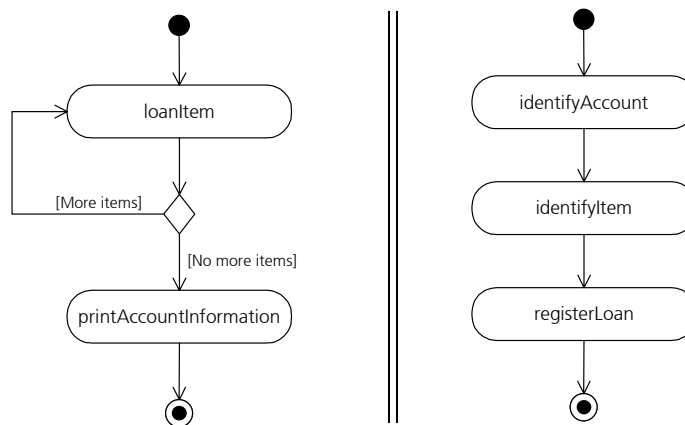 loanItem
[More items]
[No more items]
printAccountInformation
identifyAccount
identifyItem
registerLoan